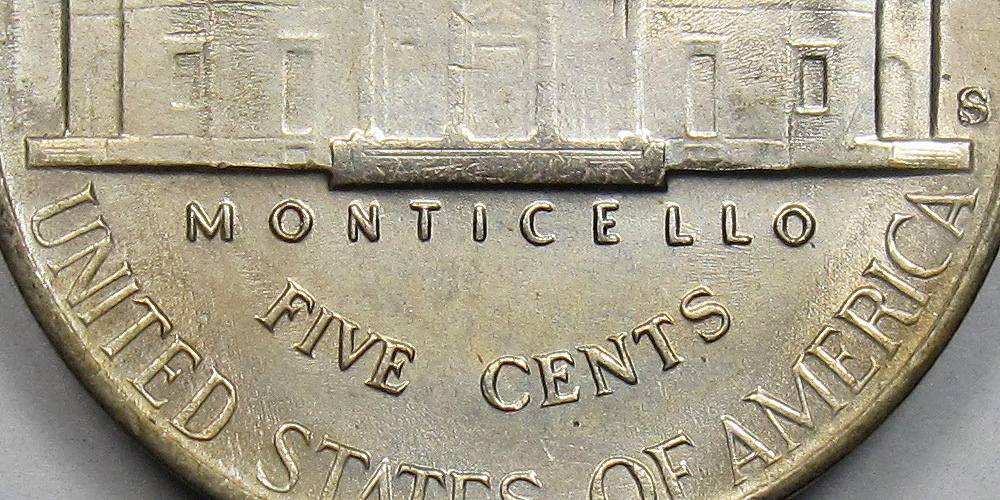 S
MONTICELLO
FIVE CENTS
UNITED STATES OF AMERICA